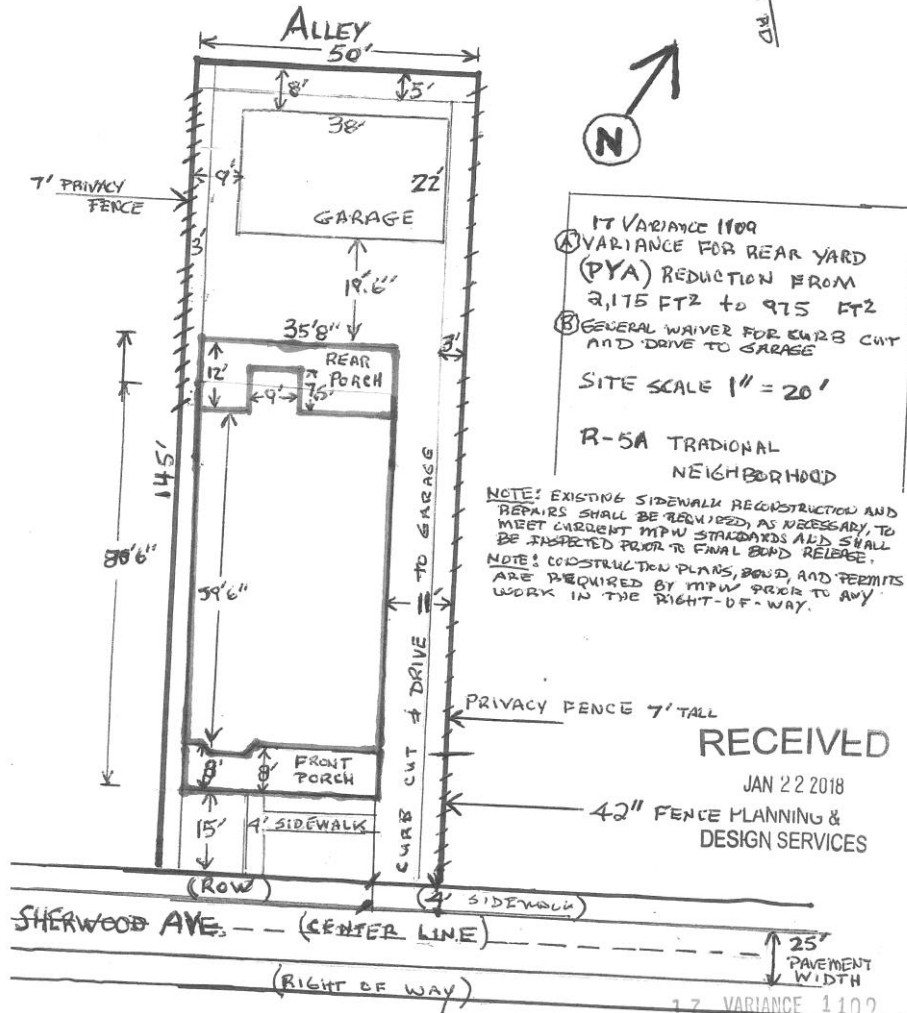 ALLEY
50'
8'
5'
38'
9'
22'
7' PRIVACY
FENCE
GARAGE
3'
19'.6"
35'8"
REAR
PORCH
12'
9'
7.5'
3'
145'
59'6"
CURB CUT & DRIVE 11' TO GARAGE
FRONT
PORCH
8'
8'
15'
4' SIDEWALK
(ROW)
(4' SIDEWALK)
SHERWOOD AVE. (CENTER LINE)
25'
PAVEMENT
WIDTH
(RIGHT OF WAY)
N
17 VARIANCE 1109
(A) VARIANCE FOR REAR YARD
(PYA) REDUCTION FROM
2,175 FT2 to 975 FT2
(B) GENERAL WAIVER FOR CURB CUT
AND DRIVE TO GARAGE
SITE SCALE 1" = 20'
R-5A TRADIONAL
NEIGHBORHOOD
NOTE: EXISTING SIDEWALK RECONSTRUCTION AND
REPAIRS SHALL BE REQUIRED, AS NECESSARY, TO
MEET CURRENT MPW STANDARDS AND SHALL
BE INSPECTED PRIOR TO FINAL BOND RELEASE.
NOTE: CONSTRUCTION PLANS, BOND, AND PERMITS
ARE REQUIRED BY MPW PRIOR TO ANY
WORK IN THE RIGHT-OF-WAY.
PRIVACY FENCE 7' TALL
RECEIVED
JAN 22 2018
42" FENCE PLANNING &
DESIGN SERVICES
17 VARIANCE 1109